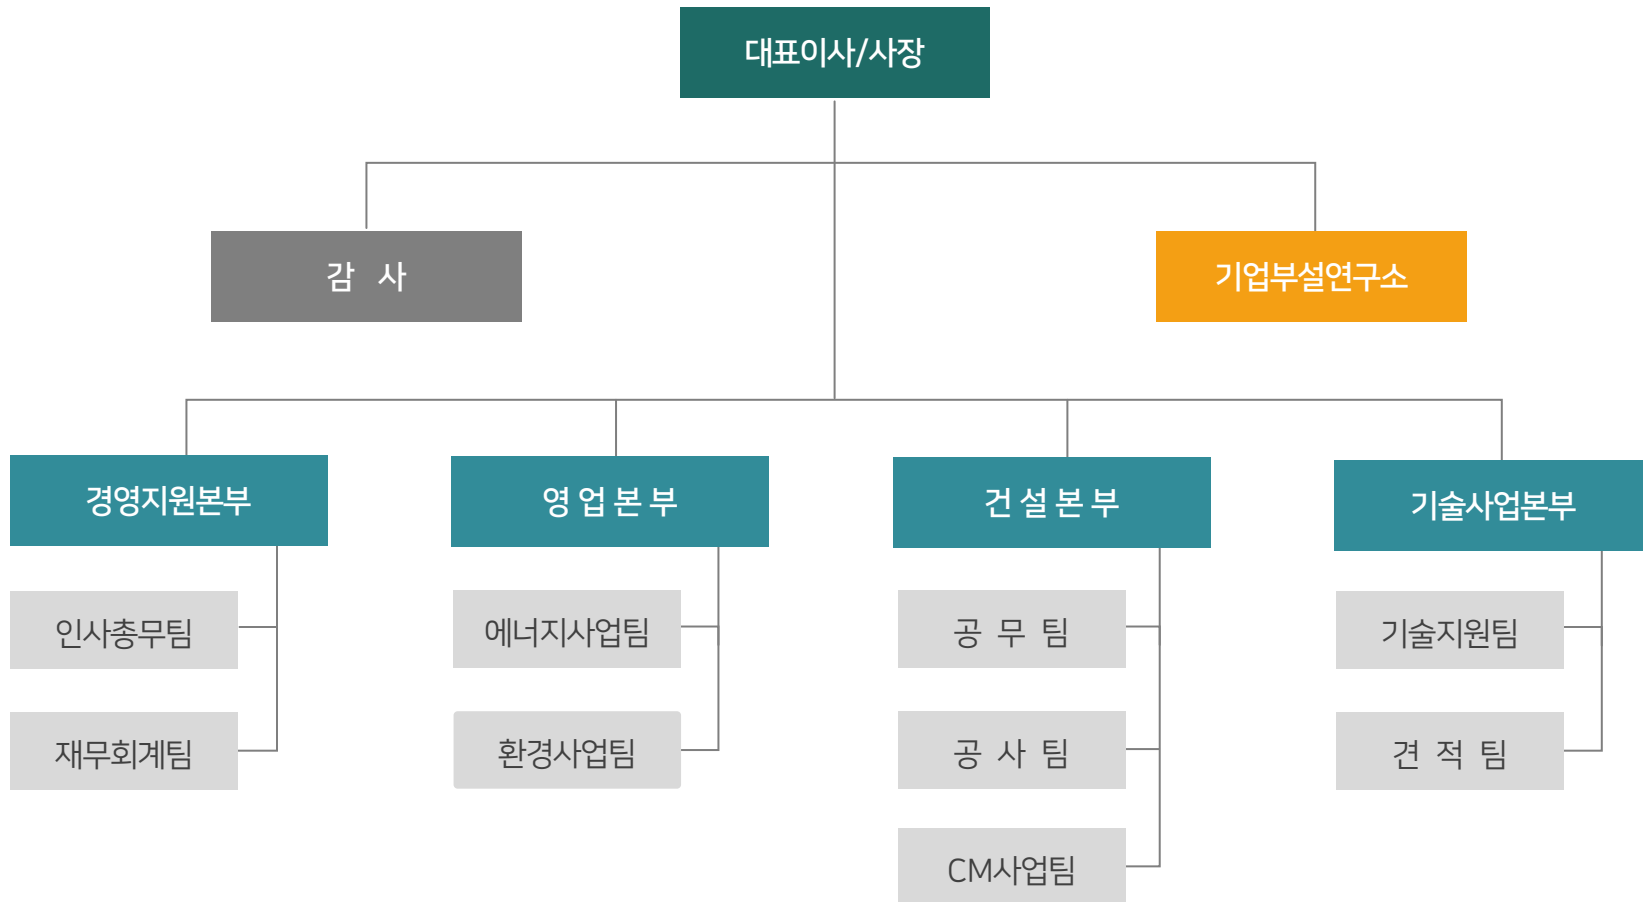 대표이사/사장
감 사
기업부설연구소
경영지원본부
영 업 본 부
건 설 본 부
기술사업본부
인사총무팀
에너지사업팀
공 무 팀
기술지원팀
재무회계팀
환경사업팀
공 사 팀
견 적 팀
CM사업팀